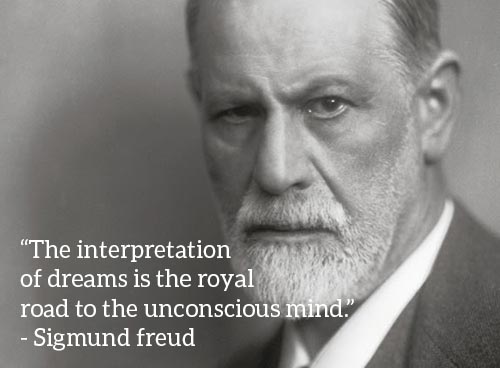 “The interpretation
of dreams is the royal
road to the unconscious mind.”
- Sigmund freud